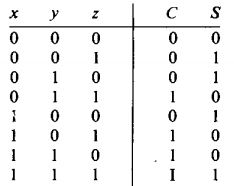 x y z C S
0 0 0 0 0
0 0 1 0 1
0 1 0 0 1
0 1 1 1 0
1 0 0 0 1
1 0 1 1 0
1 1 0 1 0
1 1 1 1 1